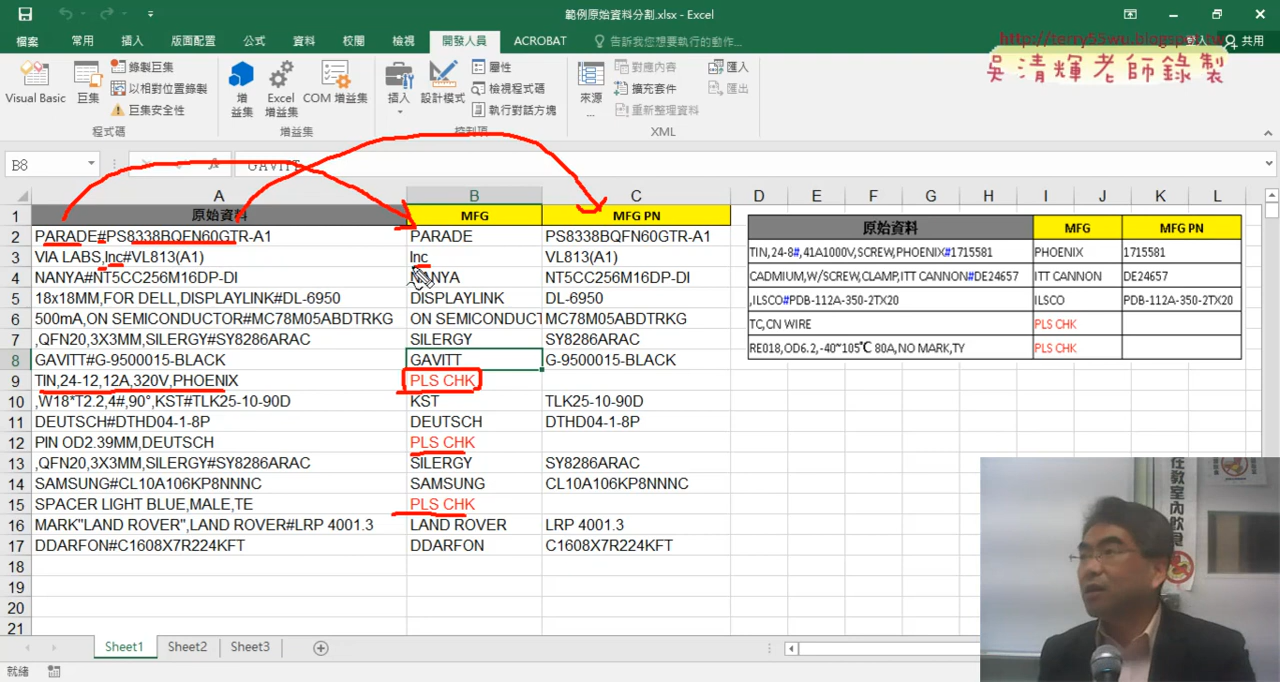 範例原始資料分割.xlsx - Excel
檔案 常用 插入 版面配置 公式 資料 校閱 檢視 開發人員 ACROBAT 告訴我您想要執行的動作... 共用
http://terry55wu.blogspot.tw
吳清輝老師錄製
錄製巨集 屬性 對應內容 匯入
以相對位置錄製 檢視程式碼 擴充套件 匯出
Visual Basic 巨集 增益集 Excel 增益集 COM 增益集 插入 設計模式 來源
巨集安全性 執行對話方塊 重新整理資料
程式碼 增益集 控制項 XML
B8 fx GAVITT
A B C D E F G H I J K L
1 原始資料 MFG MFG PN
2 PARADE#PS8338BQFN60GTR-A1 PARADE PS8338BQFN60GTR-A1
3 VIA LABS,Inc#VL813(A1) Inc VL813(A1)
4 NANYA#NT5CC256M16DP-DI NANYA NT5CC256M16DP-DI
5 18x18MM,FOR DELL,DISPLAYLINK#DL-6950 DISPLAYLINK DL-6950
6 500mA,ON SEMICONDUCTOR#MC78M05ABDTRKG ON SEMICONDUCT MC78M05ABDTRKG
7 ,QFN20,3X3MM,SILERGY#SY8286ARAC SILERGY SY8286ARAC
8 GAVITT#G-9500015-BLACK GAVITT G-9500015-BLACK
9 TIN,24-12,12A,320V,PHOENIX PLS CHK
10 ,W18*T2.2,4#,90°,KST#TLK25-10-90D KST TLK25-10-90D
11 DEUTSCH#DTHD04-1-8P DEUTSCH DTHD04-1-8P
12 PIN OD2.39MM,DEUTSCH PLS CHK
13 ,QFN20,3X3MM,SILERGY#SY8286ARAC SILERGY SY8286ARAC
14 SAMSUNG#CL10A106KP8NNNC SAMSUNG CL10A106KP8NNNC
15 SPACER LIGHT BLUE,MALE,TE PLS CHK
16 MARK"LAND ROVER",LAND ROVER#LRP 4001.3 LAND ROVER LRP 4001.3
17 DDARFON#C1608X7R224KFT DDARFON C1608X7R224KFT
18
19
20
21
原始資料 MFG MFG PN
TIN,24-8#,41A1000V,SCREW,PHOENIX#1715581 PHOENIX 1715581
CADMIUM,W/SCREW,CLAMP,ITT CANNON#DE24657 ITT CANNON DE24657
,ILSCO#PDB-112A-350-2TX20 ILSCO PDB-112A-350-2TX20
TC,CN WIRE PLS CHK
RE018,OD6.2,-40~105℃ 80A,NO MARK,TY PLS CHK
在教室內飲食
Sheet1 Sheet2 Sheet3
就緒